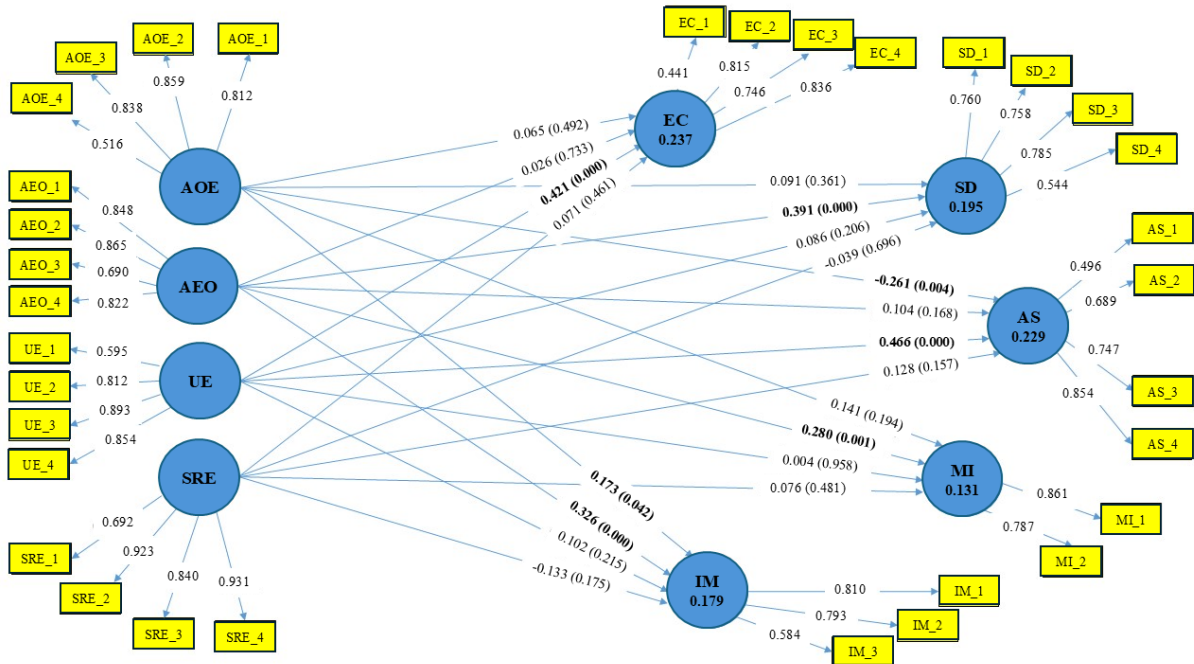 EC_1
EC_2
EC_3
EC_4
AOE_1
AOE_2
AOE_3
AOE_4
0.812
0.859
0.838
0.516
AOE
0.441
0.815
0.746
0.836
EC
0.237
SD_1
SD_2
SD_3
SD_4
0.760
0.758
0.785
0.544
SD
0.195
AEO_1
AEO_2
AEO_3
AEO_4
0.848
0.865
0.690
0.822
AEO
UE_1
UE_2
UE_3
UE_4
0.595
0.812
0.893
0.854
UE
SRE
0.692
0.923
0.840
0.931
SRE_1
SRE_2
SRE_3
SRE_4
0.065 (0.492)
0.026 (0.733)
0.421 (0.000)
0.071 (0.461)
0.091 (0.361)
0.391 (0.000)
0.086 (0.206)
-0.039 (0.696)
-0.261 (0.004)
0.104 (0.168)
0.466 (0.000)
0.128 (0.157)
AS
0.229
0.496
0.689
0.747
0.854
AS_1
AS_2
AS_3
AS_4
0.141 (0.194)
0.280 (0.001)
0.004 (0.958)
0.076 (0.481)
MI
0.131
0.861
0.787
MI_1
MI_2
0.173 (0.042)
0.326 (0.000)
0.102 (0.215)
-0.133 (0.175)
IM
0.179
0.810
0.793
0.584
IM_1
IM_2
IM_3